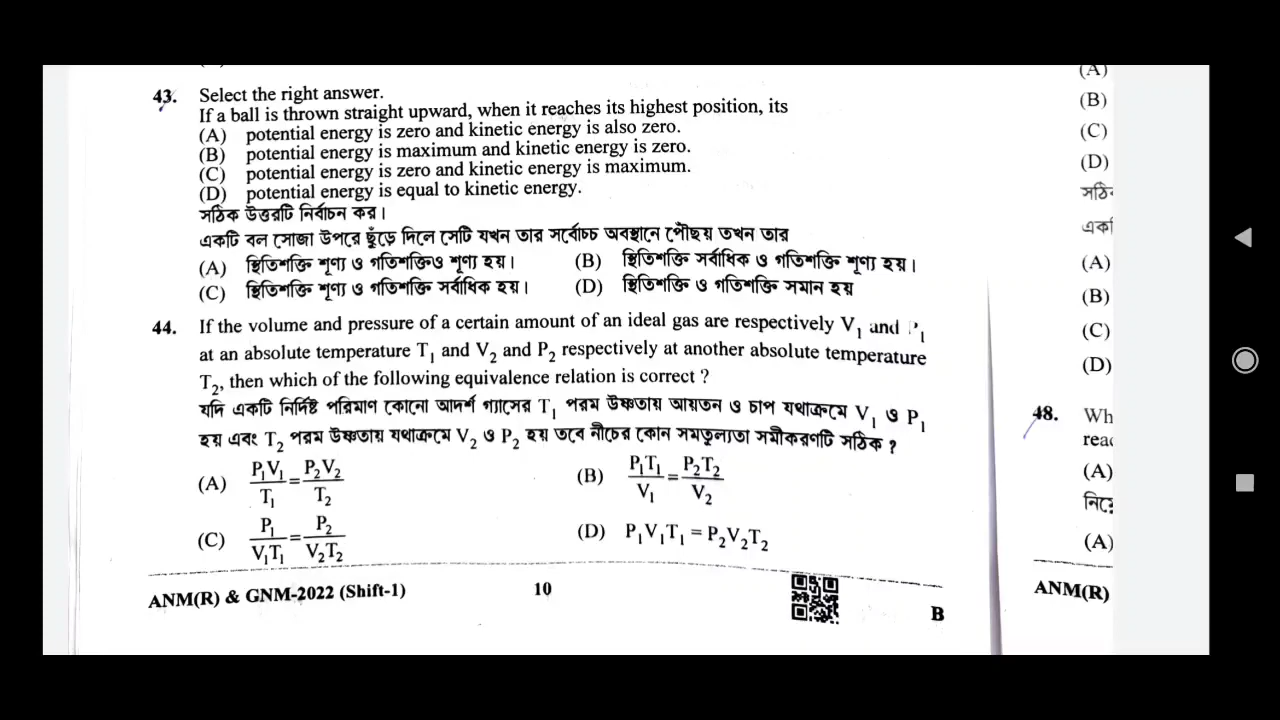 43. Select the right answer.
If a ball is thrown straight upward, when it reaches its highest position, its
(A) potential energy is zero and kinetic energy is also zero.
(B) potential energy is maximum and kinetic energy is zero.
(C) potential energy is zero and kinetic energy is maximum.
(D) potential energy is equal to kinetic energy.
সঠিক উত্তরটি নির্বাচন কর।
একটি বল সোজা উপরে ছুঁড়ে দিলে সেটি যখন তার সর্বোচ্চ অবস্থানে পৌঁছয় তখন তার
(A) স্থিতিশক্তি শূণ্য ও গতিশক্তিও শূণ্য হয়। (B) স্থিতিশক্তি সর্বাধিক ও গতিশক্তি শূণ্য হয়।
(C) স্থিতিশক্তি শূণ্য ও গতিশক্তি সর্বাধিক হয়। (D) স্থিতিশক্তি ও গতিশক্তি সমান হয়
44. If the volume and pressure of a certain amount of an ideal gas are respectively V₁ and P₁
at an absolute temperature T₁ and V₂ and P₂ respectively at another absolute temperature
T₂, then which of the following equivalence relation is correct ?
যদি একটি নির্দিষ্ট পরিমাণ কোনো আদর্শ গ্যাসের T₁ পরম উষ্ণতায় আয়তন ও চাপ যথাক্রমে V₁ ও P₁
হয় এবং T₂ পরম উষ্ণতায় যথাক্রমে V₂ ও P₂ হয় তবে নীচের কোন সমতুল্যতা সমীকরণটি সঠিক ?
(A) P₁V₁/T₁ = P₂V₂/T₂ (B) P₁T₁/V₁ = P₂T₂/V₂
(C) P₁/V₁T₁ = P₂/V₂T₂ (D) P₁V₁T₁ = P₂V₂T₂
ANM(R) & GNM-2022 (Shift-1) 10 B
(A)
(B)
(C)
(D)
(A)
(B)
(C)
(D)
48. Wh
reac
(A)
(A)
ANM(R)